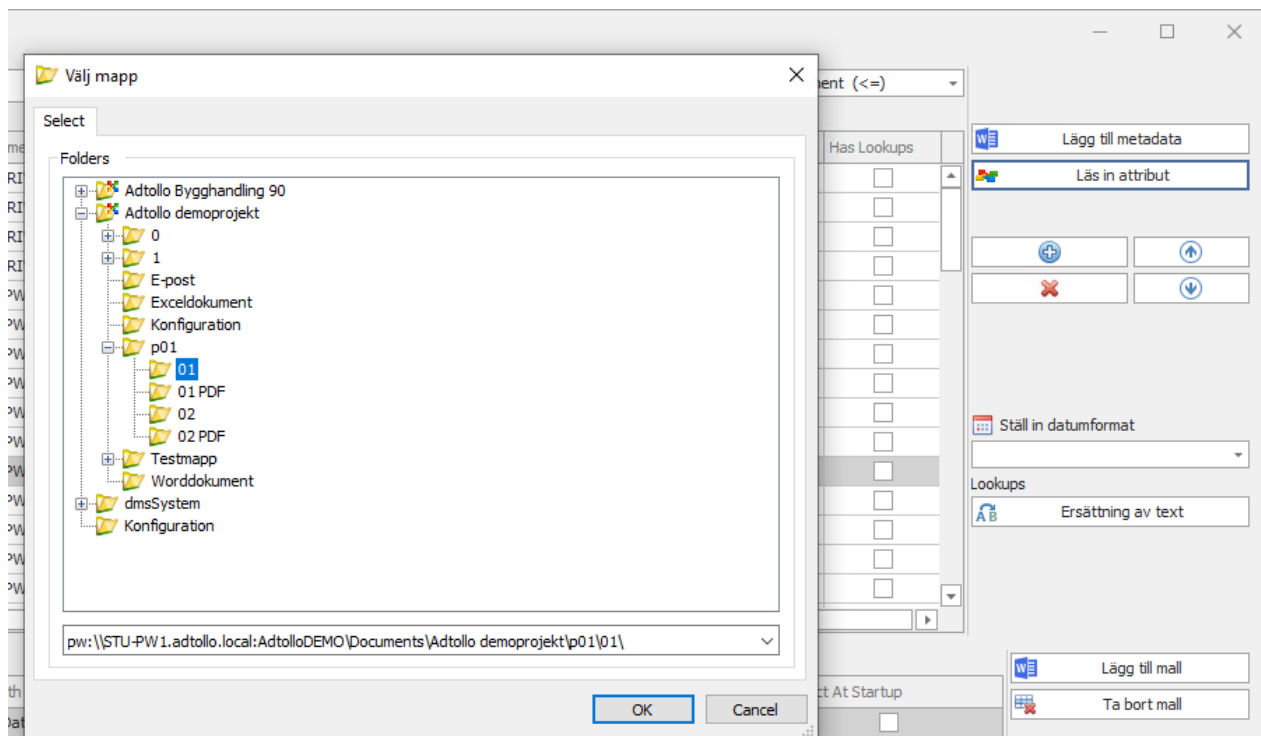 Välj mapp
(<=)
Select
Folders
Has Lookups
Lägg till metadata
Läs in attribut
Adtollo Bygghandling 90
Adtollo demoprojekt
0
1
E-post
Exceldokument
Konfiguration
p01
01
01 PDF
02
02 PDF
Testmapp
Worddokument
dmsSystem
Konfiguration
Ställ in datumformat
Lookups
Ersättning av text
pw:\\STU-PW1.adtollo.local:AdtolloDEMO\Documents\Adtollo demoprojekt\p01\01\
OK
Cancel
At Startup
Lägg till mall
Ta bort mall